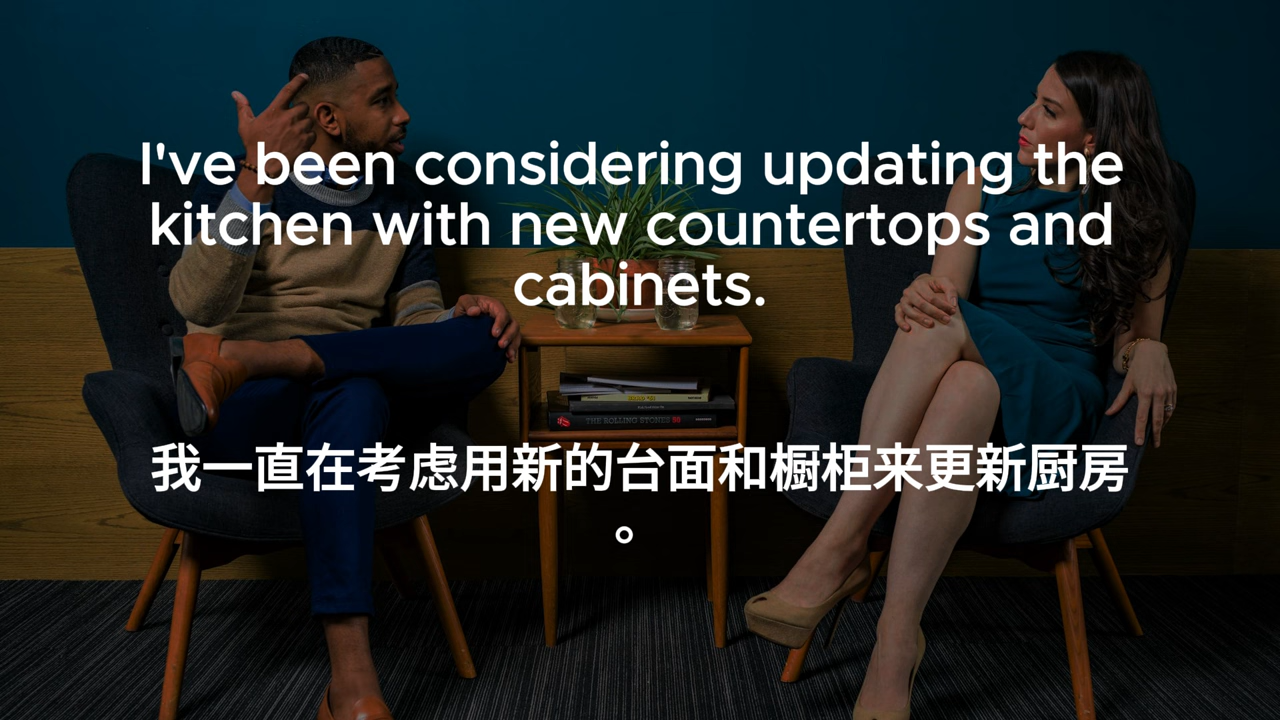 I've been considering updating the
kitchen with new countertops and
cabinets.
THE ROLLING STONES
我一直在考虑用新的台面和橱柜来更新厨房
。